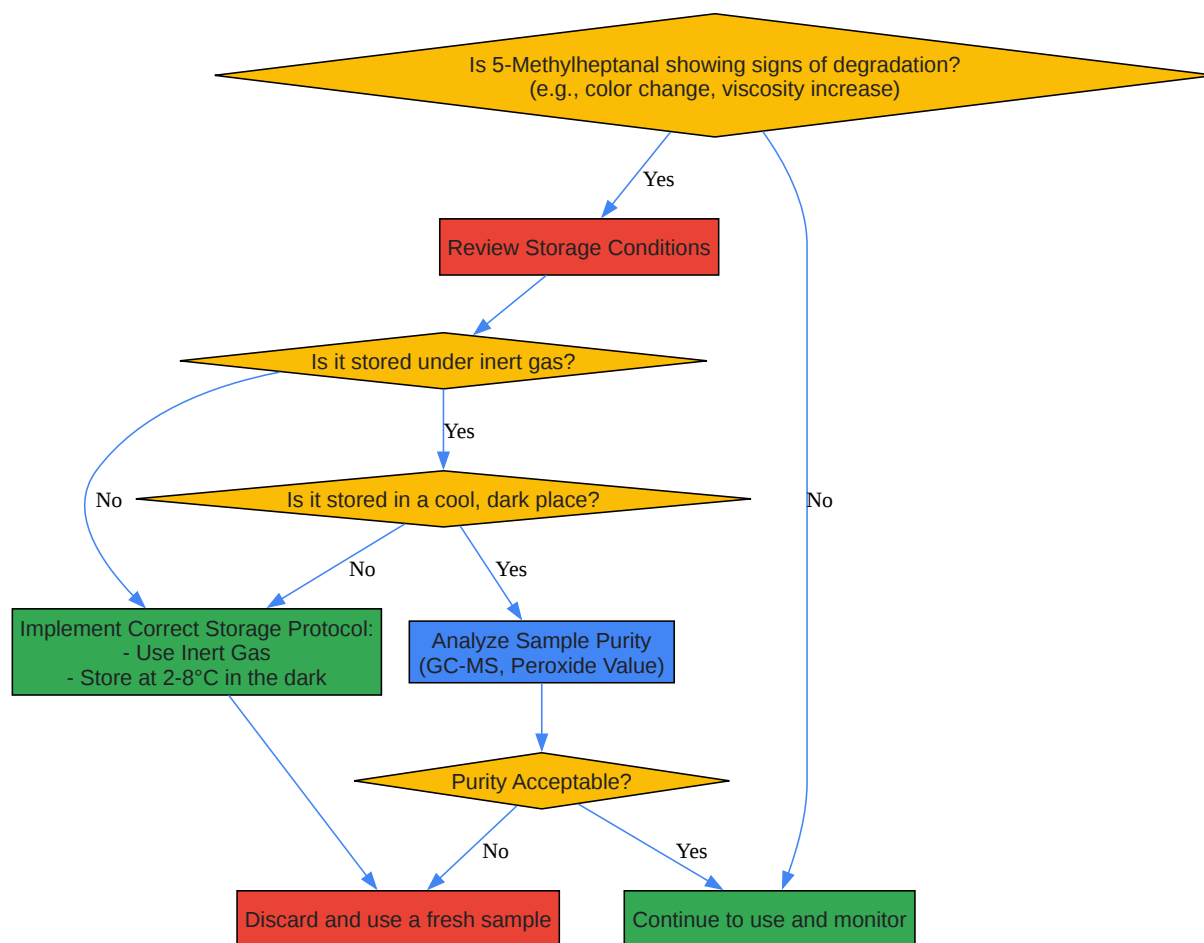 Is 5-Methylheptanal showing signs of degradation?
(e.g., color change, viscosity increase)
Yes
Review Storage Conditions
Is it stored under inert gas?
Yes
Is it stored in a cool, dark place?
No
No
No
Yes
Implement Correct Storage Protocol:
- Use Inert Gas
- Store at 2-8°C in the dark
Analyze Sample Purity
(GC-MS, Peroxide Value)
Purity Acceptable?
No
Yes
Discard and use a fresh sample
Continue to use and monitor